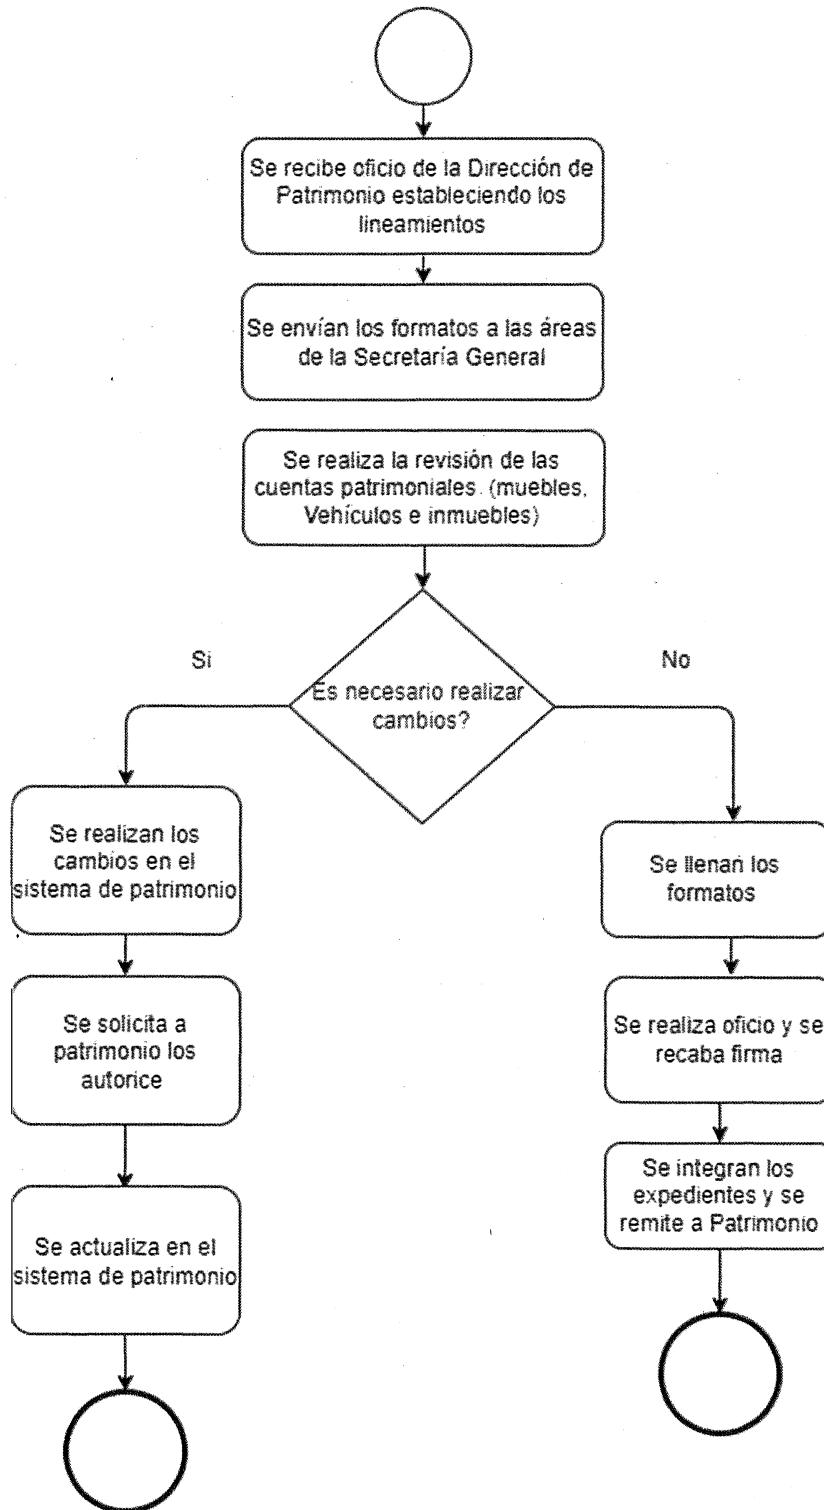 Se recibe oficio de la Dirección de
Patrimonio estableciendo los
lineamientos
Se envían los formatos a las áreas
de la Secretaría General
Se realiza la revisión de las
cuentas patrimoniales. (muebles,
Vehículos e inmuebles)
Si
No
Es necesario realizar
cambios?
Se realizan los
cambios en el
sistema de patrimonio
Se solicita a
patrimonio los
autorice
Se actualiza en el
sistema de patrimonio
Se llenan los
formatos
Se realiza oficio y se
recaba firma
Se integran los
expedientes y se
remite a Patrimonio